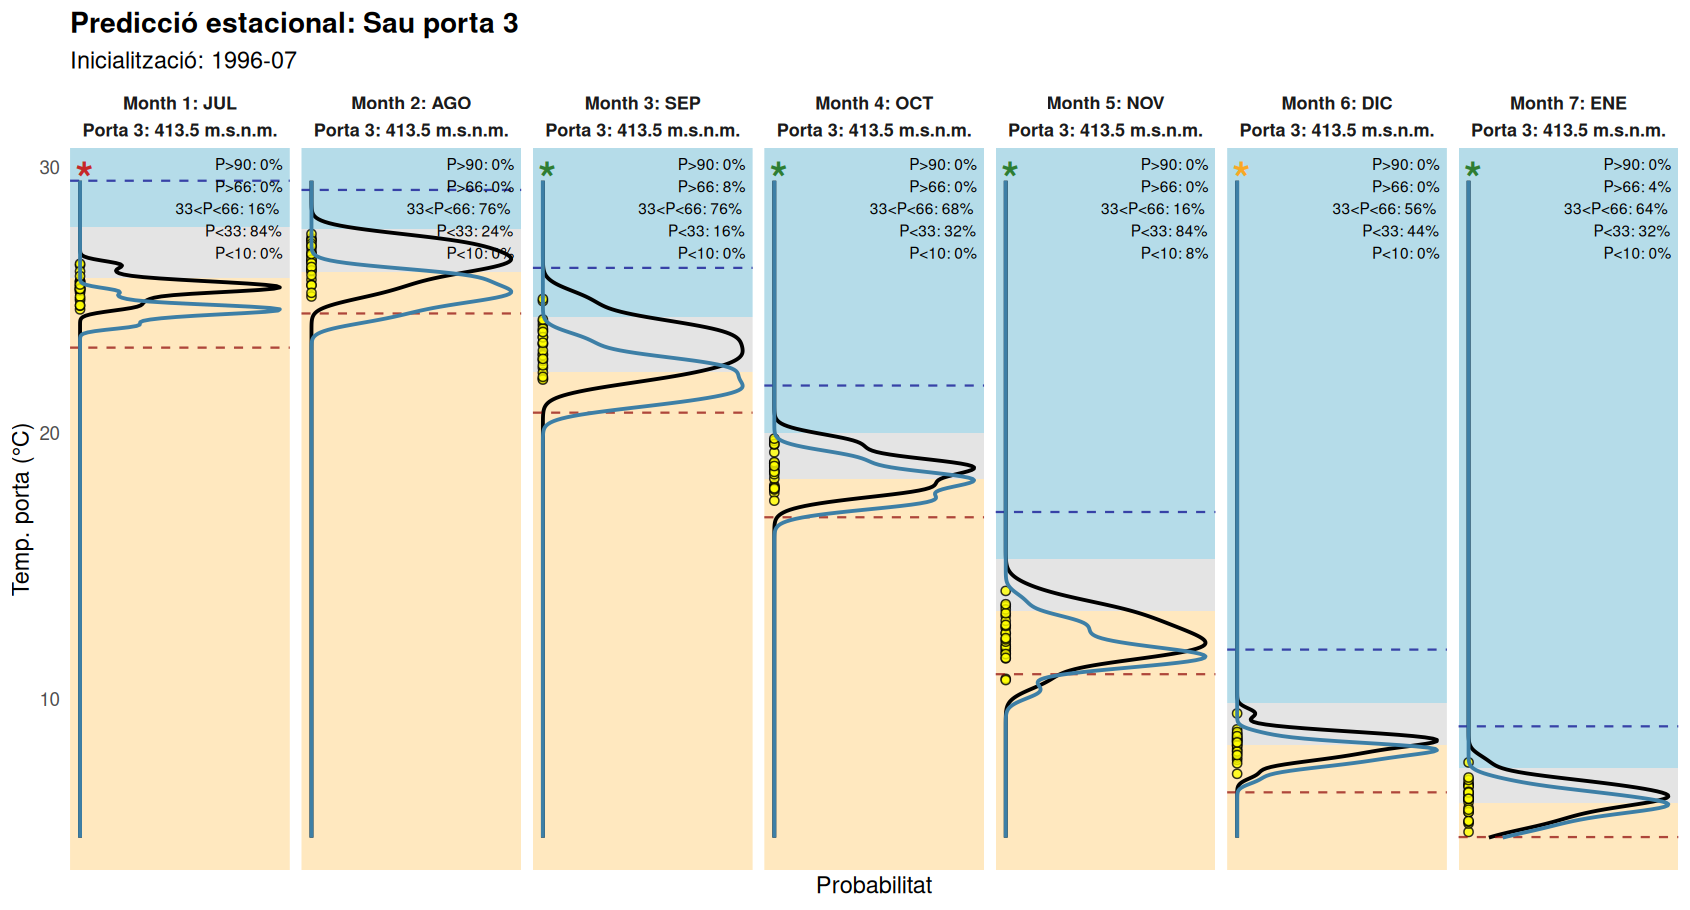 Predicció estacional: Sau porta 3
Inicialització: 1996-07
Month 1: JUL
Porta 3: 413.5 m.s.n.m.
Month 2: AGO
Porta 3: 413.5 m.s.n.m.
Month 3: SEP
Porta 3: 413.5 m.s.n.m.
Month 4: OCT
Porta 3: 413.5 m.s.n.m.
Month 5: NOV
Porta 3: 413.5 m.s.n.m.
Month 6: DIC
Porta 3: 413.5 m.s.n.m.
Month 7: ENE
Porta 3: 413.5 m.s.n.m.
Temp. porta (°C)
30
20
10
*
P>90: 0%
P>66: 0%
33<P<66: 16%
P<33: 84%
P<10: 0%
P>90: 0%
P>66: 0%
33<P<66: 76%
P<33: 24%
P<10: 0%
*
P>90: 0%
P>66: 8%
33<P<66: 76%
P<33: 16%
P<10: 0%
*
P>90: 0%
P>66: 0%
33<P<66: 68%
P<33: 32%
P<10: 0%
*
P>90: 0%
P>66: 0%
33<P<66: 16%
P<33: 84%
P<10: 8%
*
P>90: 0%
P>66: 0%
33<P<66: 56%
P<33: 44%
P<10: 0%
*
P>90: 0%
P>66: 4%
33<P<66: 64%
P<33: 32%
P<10: 0%
Probabilitat